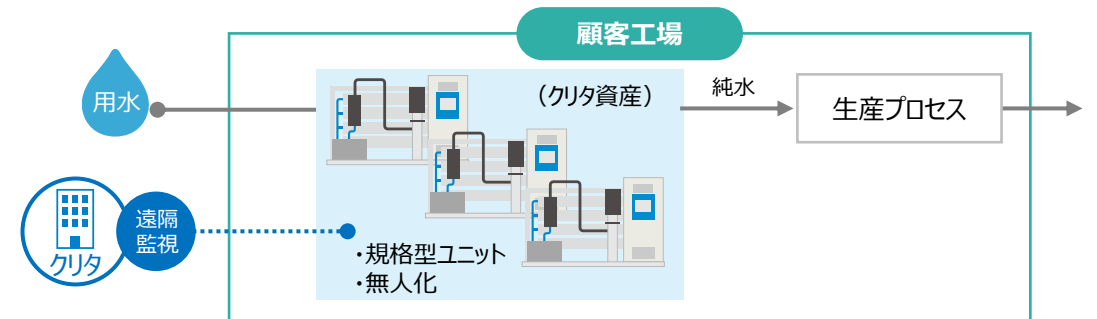 顧客工場
用水
(クリタ資産)
純水
生産プロセス
遠隔
監視
クリタ
・規格型ユニット
・無人化